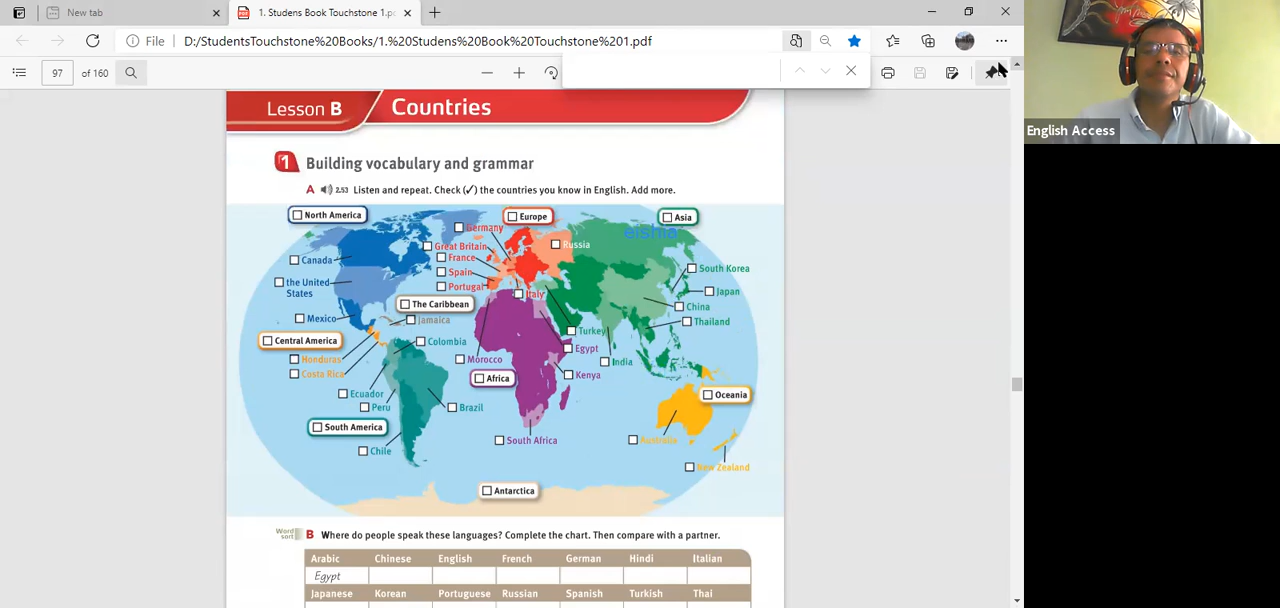 New tab
1. Studens Book Touchstone 1.p
File
D:/StudentsTouchstone%20Books/1.%20Studens%20Book%20Touchstone%201.pdf
97 of 160
English Access
Lesson B Countries
1 Building vocabulary and grammar
A 2.53 Listen and repeat. Check (✓) the countries you know in English. Add more.
North America
Europe
Asia
eishia
Germany
Great Britain
Russia
France
Canada
Spain
South Korea
the United
States
Portugal
Italy
Japan
The Caribbean
China
Mexico
Jamaica
Thailand
Turkey
Central America
Colombia
Egypt
Honduras
Morocco
India
Costa Rica
Africa
Kenya
Ecuador
Oceania
Peru
Brazil
South America
South Africa
Australia
Chile
New Zealand
Antarctica
Word
sort
B Where do people speak these languages? Complete the chart. Then compare with a partner.
Arabic Chinese English French German Hindi Italian
Egypt
Japanese Korean Portuguese Russian Spanish Turkish Thai